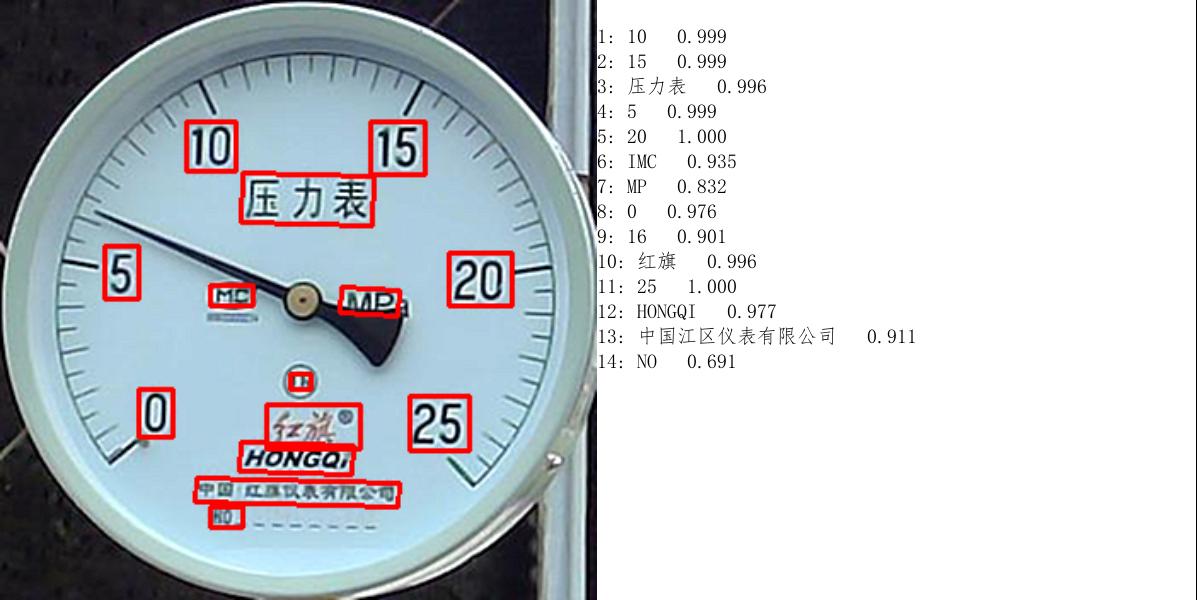 10
15
压力表
5
20
MC
MPa
0
25
红旗®
HONGQi
中国·红旗仪表有限公司
NO
1: 10 0.999
2: 15 0.999
3: 压力表 0.996
4: 5 0.999
5: 20 1.000
6: IMC 0.935
7: MP 0.832
8: 0 0.976
9: 16 0.901
10: 红旗 0.996
11: 25 1.000
12: HONGQI 0.977
13: 中国江区仪表有限公司 0.911
14: NO 0.691